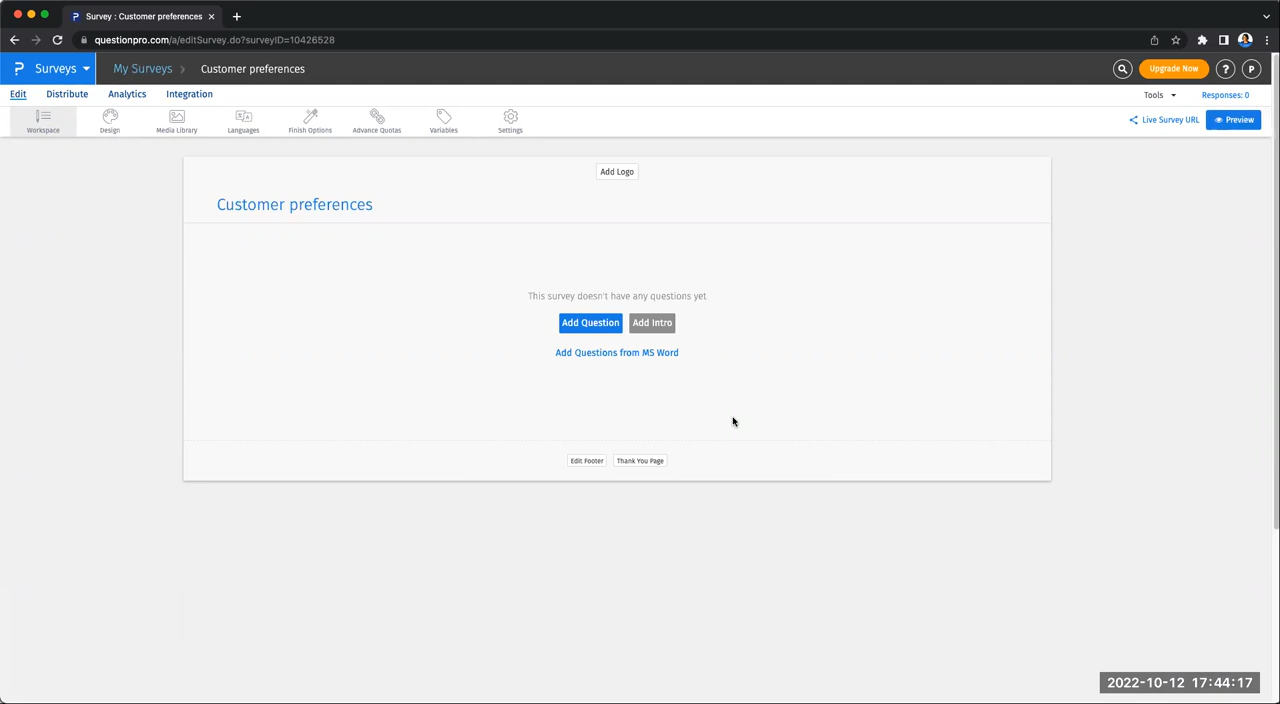 Survey : Customer preferences
questionpro.com/a/editSurvey.do?surveyID=10426528
P Surveys My Surveys Customer preferences Upgrade Now ? P
Edit Distribute Analytics Integration Tools Responses: 0
Workspace Design Media Library Languages Finish Options Advance Quotas Variables Settings Live Survey URL Preview
Add Logo
Customer preferences
This survey doesn't have any questions yet
Add Question Add Intro
Add Questions from MS Word
Edit Footer Thank You Page
2022-10-12 17:44:17